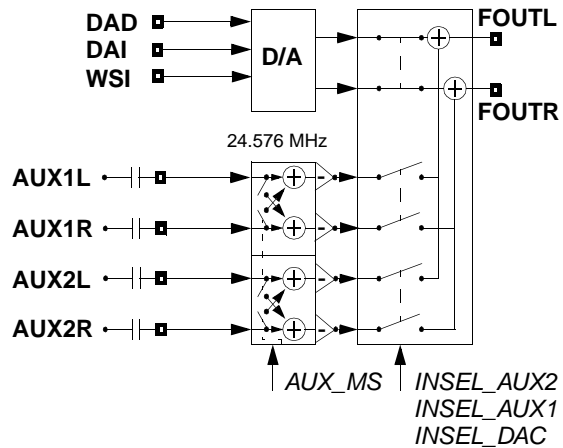 DAD
DAI
WSI
D/A
FOUTL
FOUTR
24.576 MHz
AUX1L
AUX1R
AUX2L
AUX2R
+
+
+
+
+
+
-
-
-
-
AUX_MS
INSEL_AUX2
INSEL_AUX1
INSEL_DAC